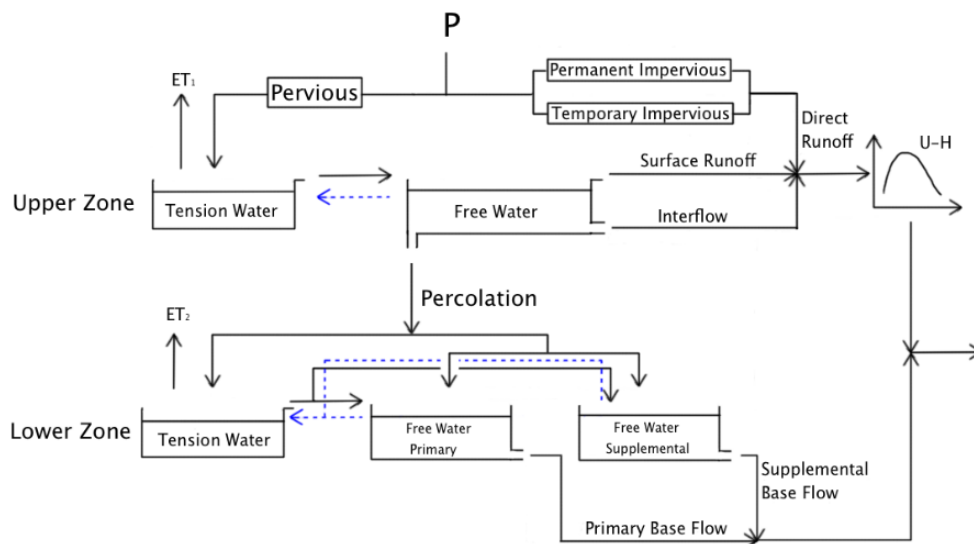 P
Permanent Impervious
ET₁
Pervious
Temporary Impervious
Direct
Runoff
U-H
Surface Runoff
Upper Zone
Tension Water
Free Water
Interflow
Percolation
ET₂
Lower Zone
Tension Water
Free Water
Primary
Free Water
Supplemental
Supplemental
Base Flow
Primary Base Flow